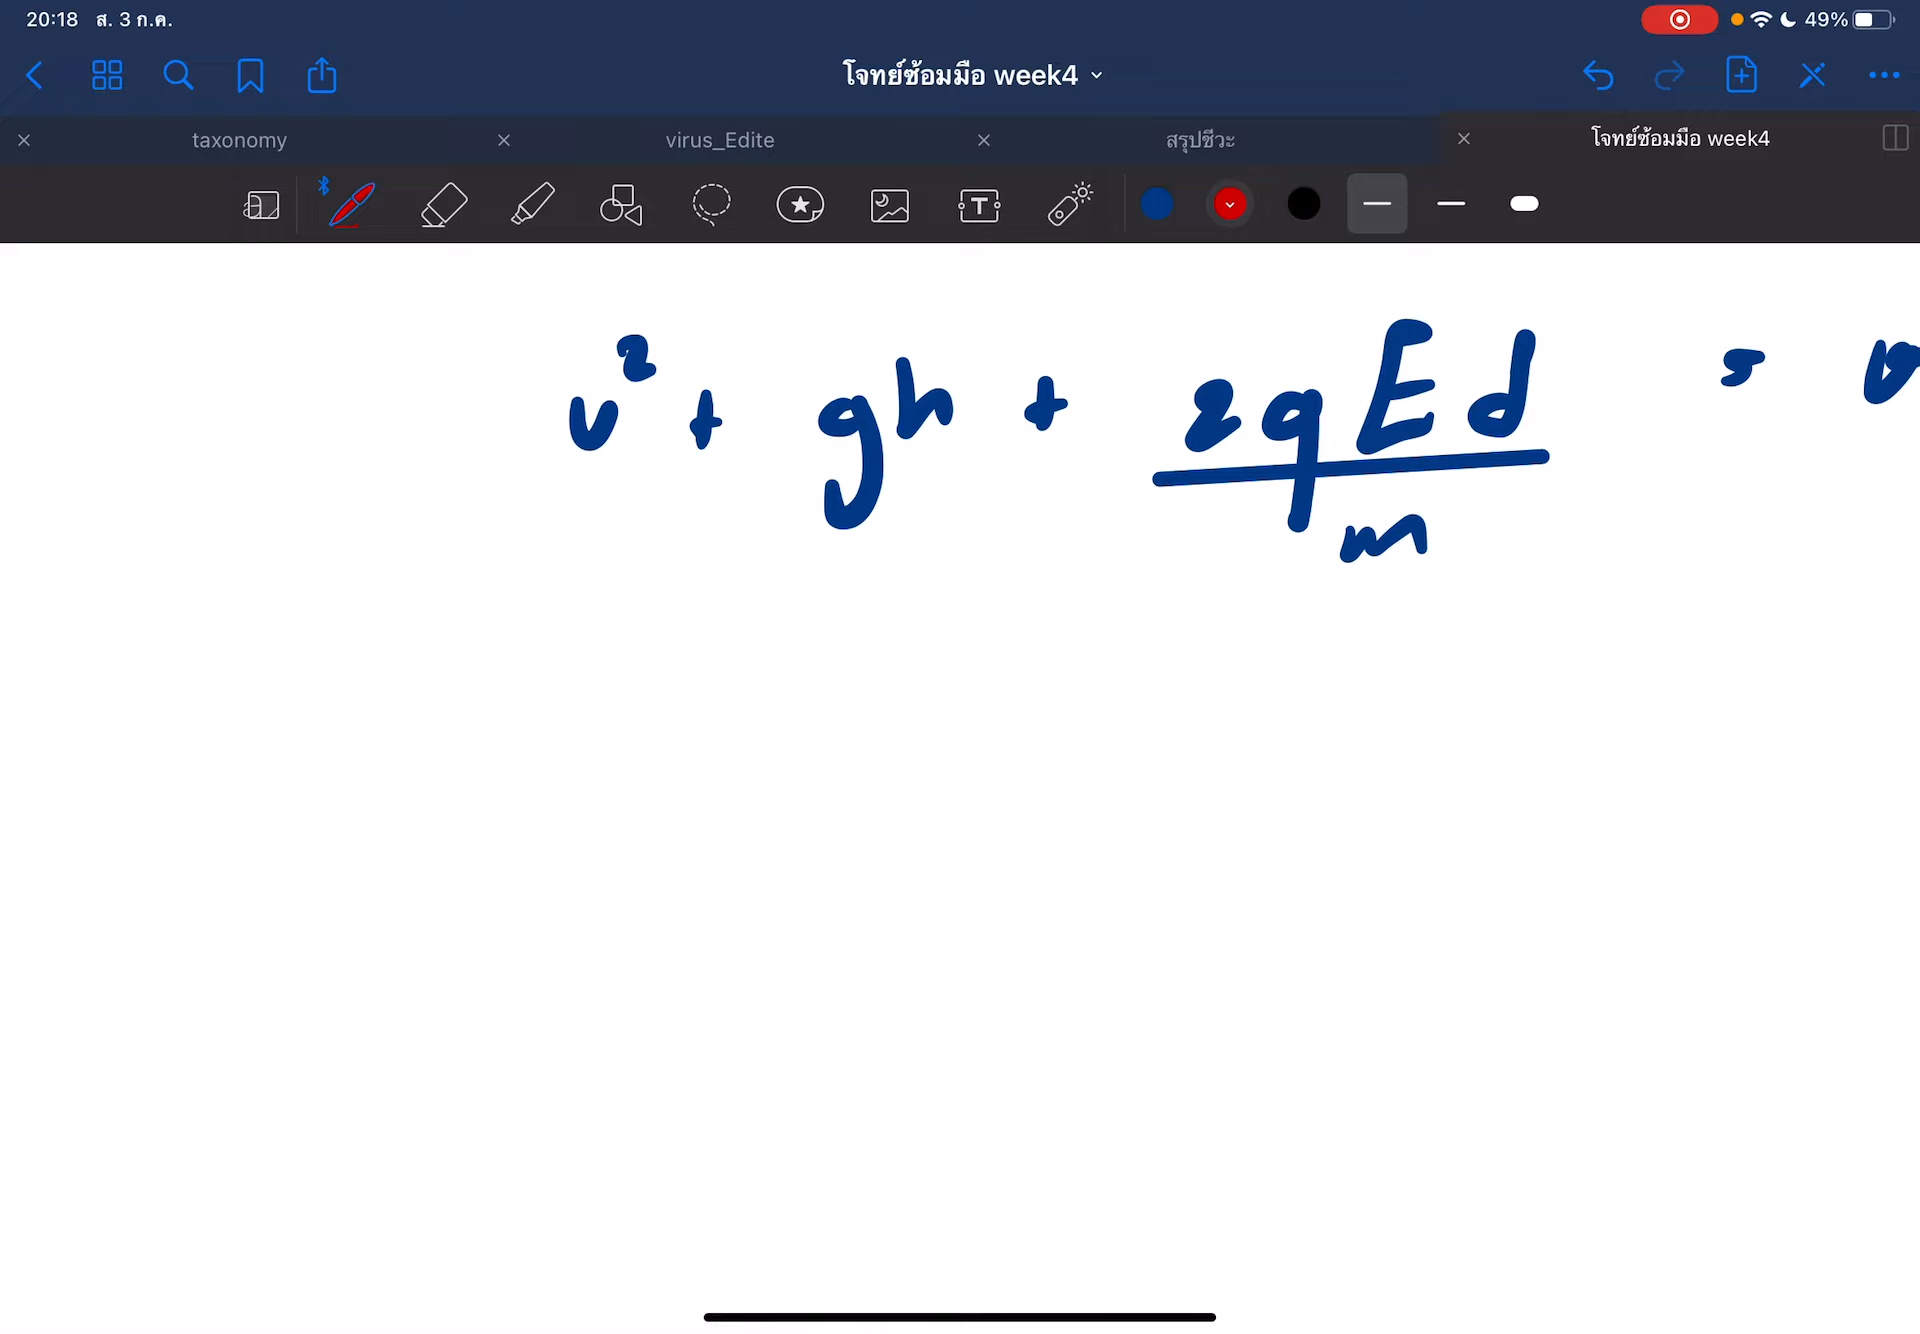 20:18 ส. 3 ก.ค. 49%
โจทย์ซ้อมมือ week4
taxonomy virus_Edite สรุปชีวะ โจทย์ซ้อมมือ week4
v² + gh + 2qEd = v
m